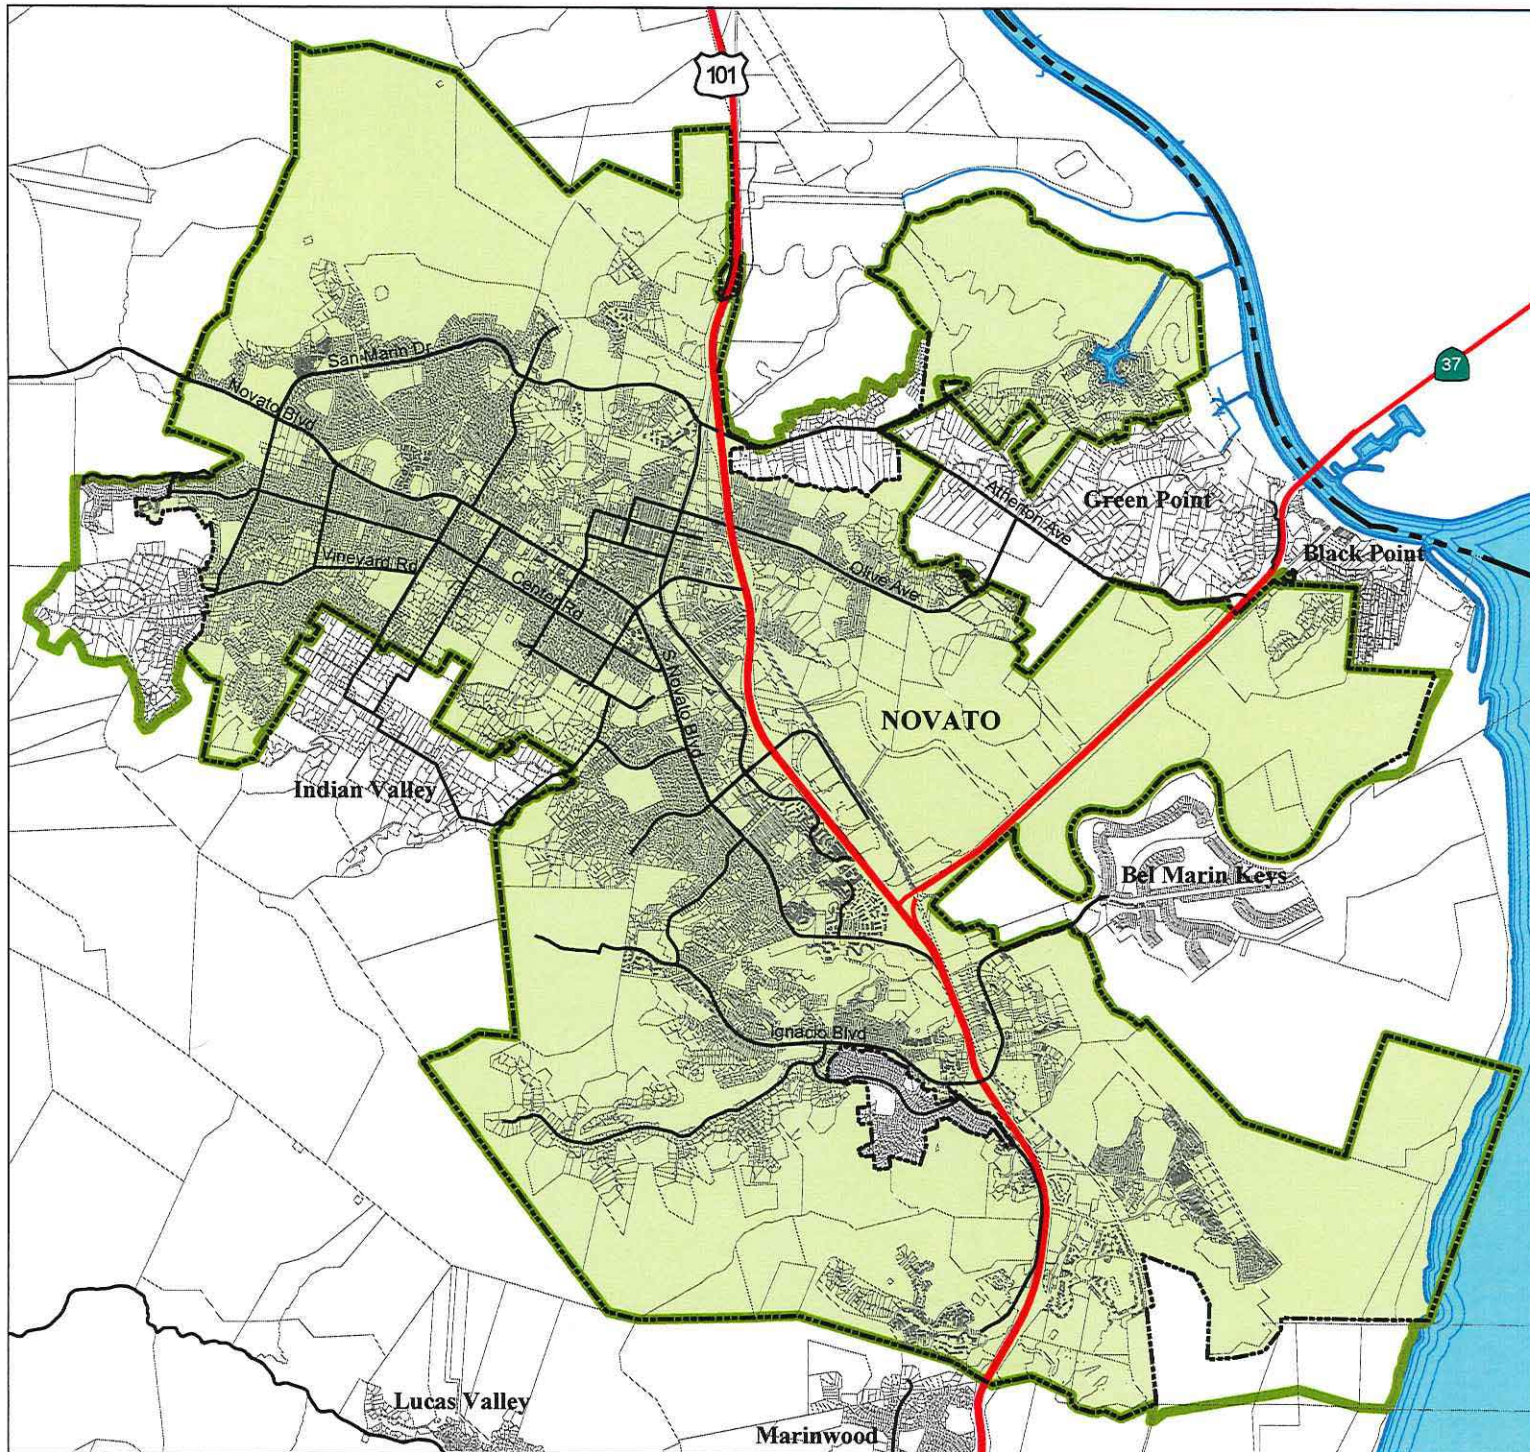 101
37
San Marin Dr
Novato Blvd
Atherton Ave
Green Point
Black Point
Vineyard Rd
Center Rd
Olive Ave
S Novato Blvd
NOVATO
Indian Valley
Bel Marin Keys
Ignacio Blvd
Lucas Valley
Marinwood